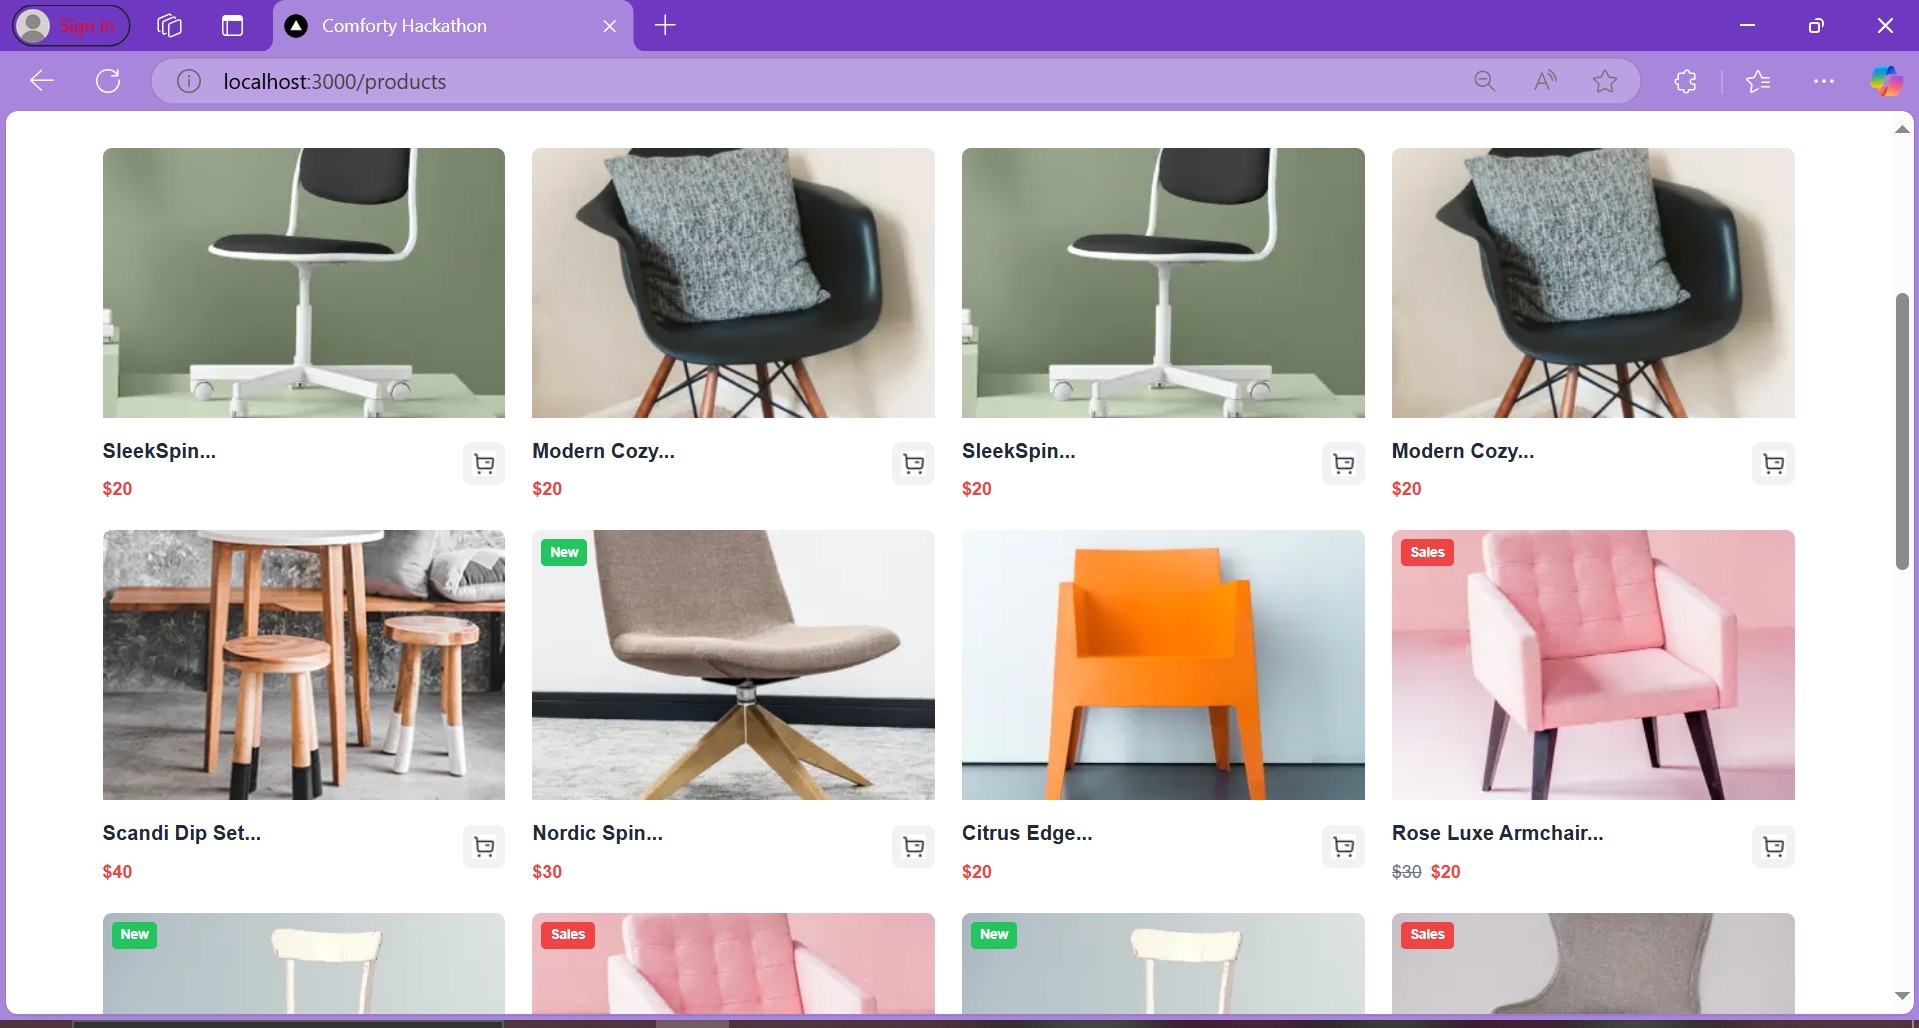 Sign in
Comforty Hackathon
localhost:3000/products
SleekSpin...
$20
Modern Cozy...
$20
SleekSpin...
$20
Modern Cozy...
$20
New
Sales
Scandi Dip Set...
$40
Nordic Spin...
$30
Citrus Edge...
$20
Rose Luxe Armchair...
$30 $20
New
Sales
New
Sales